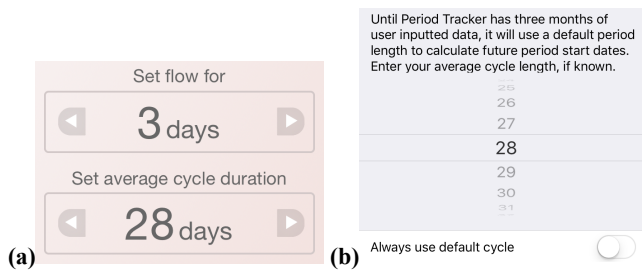 Set flow for
3 days
Set average cycle duration
28 days
(a)
Until Period Tracker has three months of
user inputted data, it will use a default period
length to calculate future period start dates.
Enter your average cycle length, if known.
25
26
27
28
29
30
31
Always use default cycle
(b)